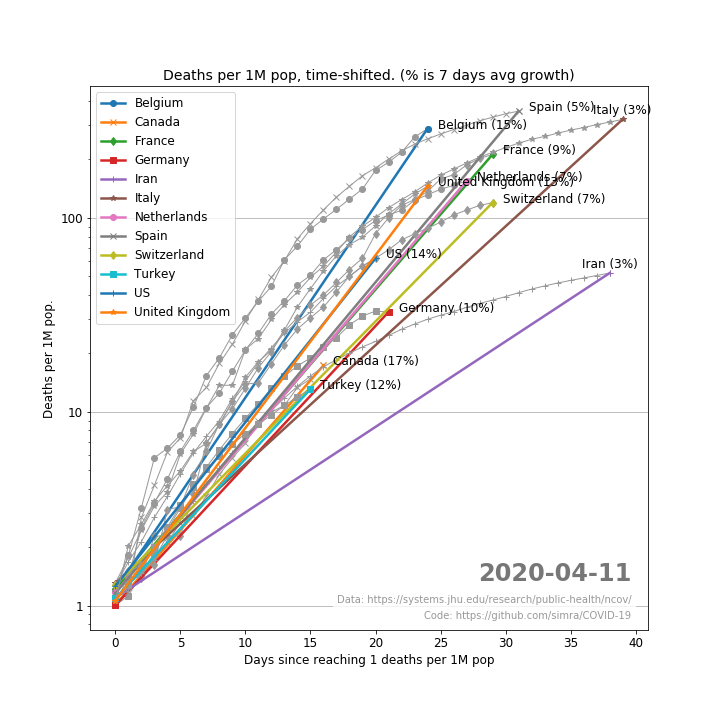 Deaths per 1M pop, time-shifted. (% is 7 days avg growth)
Belgium
Canada
France
Germany
Iran
Italy
Netherlands
Spain
Switzerland
Turkey
US
United Kingdom
Spain (5%)
Italy (3%)
Belgium (15%)
France (9%)
Netherlands (7%)
United Kingdom (13%)
Switzerland (7%)
US (14%)
Iran (3%)
Germany (10%)
Canada (17%)
Turkey (12%)
100
10
1
Deaths per 1M pop.
2020-04-11
Data: https://systems.jhu.edu/research/public-health/ncov/
Code: https://github.com/simra/COVID-19
0 5 10 15 20 25 30 35 40
Days since reaching 1 deaths per 1M pop